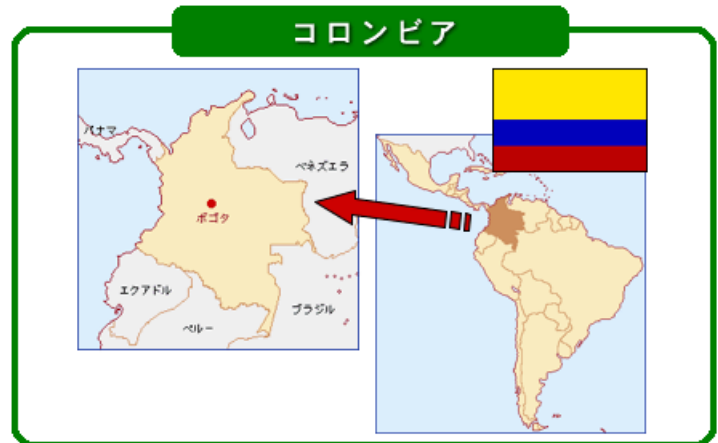 コロンビア
パナマ
ベネズエラ
ボゴタ
エクアドル
ペルー
ブラジル